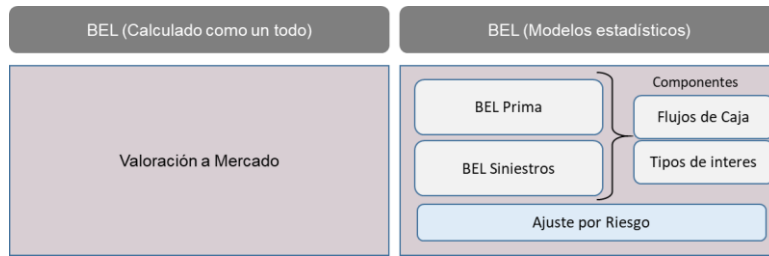 BEL (Calculado como un todo)
BEL (Modelos estadísticos)
Valoración a Mercado
BEL Prima
BEL Siniestros
Componentes
Flujos de Caja
Tipos de interes
Ajuste por Riesgo